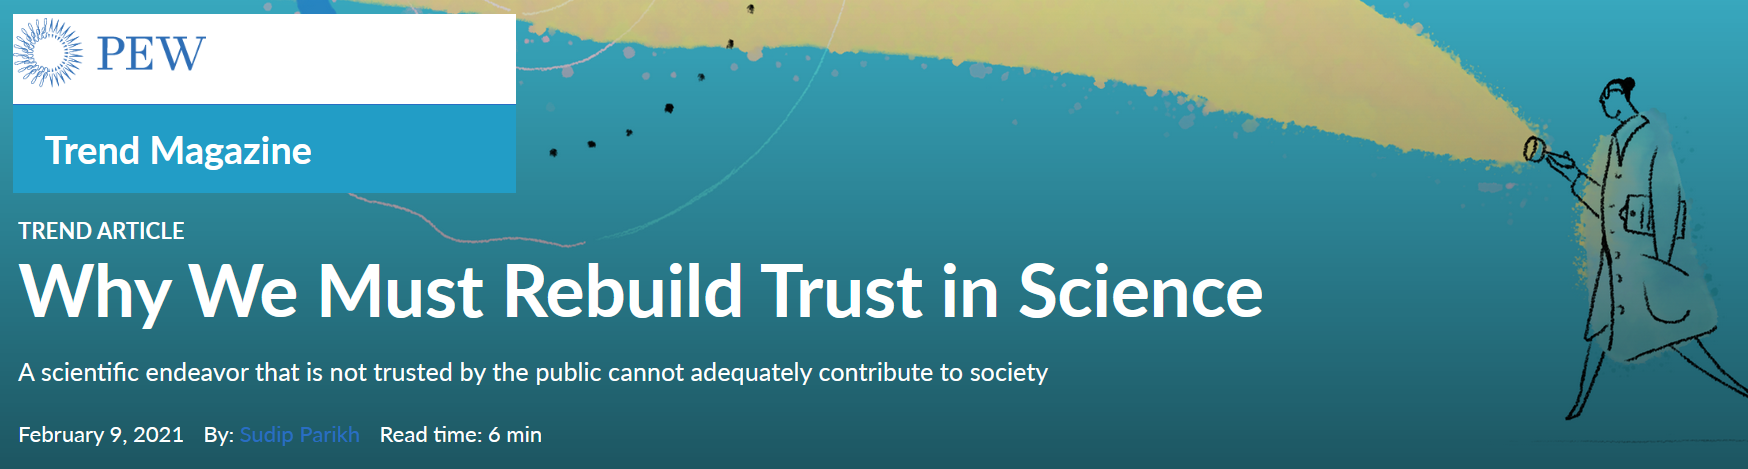 PEW
Trend Magazine
TREND ARTICLE
Why We Must Rebuild Trust in Science
A scientific endeavor that is not trusted by the public cannot adequately contribute to society
February 9, 2021 By: Sudip Parikh Read time: 6 min